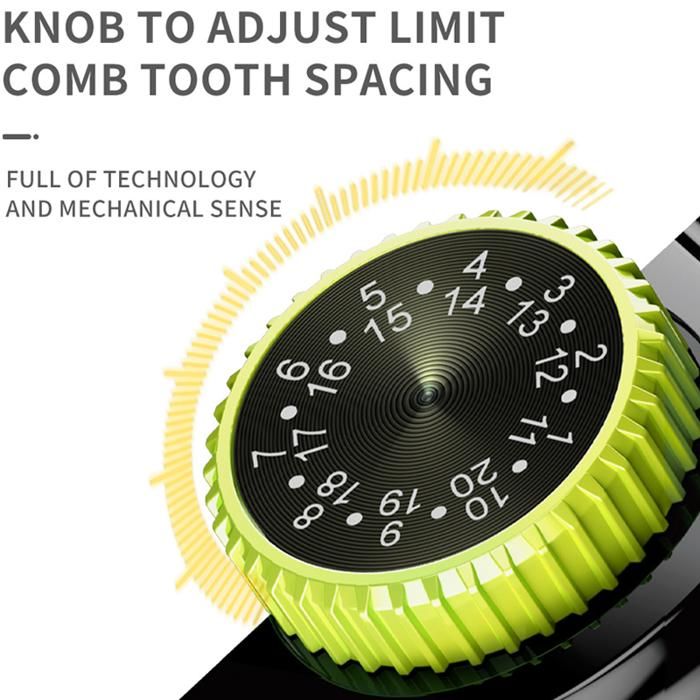 KNOB TO ADJUST LIMIT
COMB TOOTH SPACING
FULL OF TECHNOLOGY
AND MECHANICAL SENSE
5 4 3 2 1 10 9 8 7 6
15 14 13 12 11 20 19 18 17 16